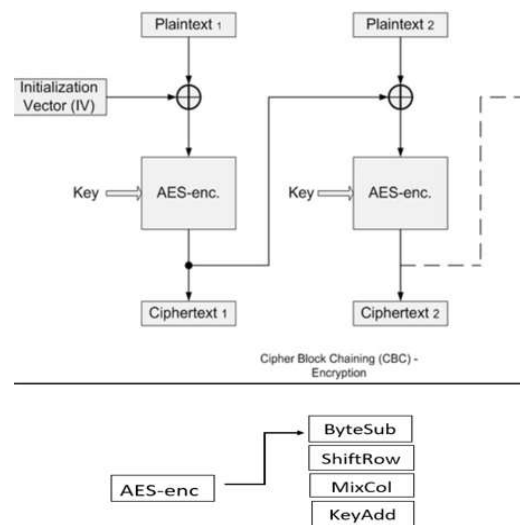 Plaintext 1
Plaintext 2
Initialization
Vector (IV)
Key
AES-enc.
Key
AES-enc.
Ciphertext 1
Ciphertext 2
Cipher Block Chaining (CBC) -
Encryption
AES-enc
ByteSub
ShiftRow
MixCol
KeyAdd